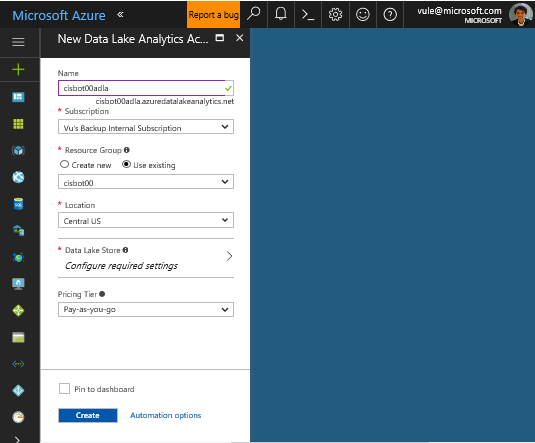 Microsoft Azure «
Report a bug
vule@microsoft.com
MICROSOFT
New Data Lake Analytics Ac...
Name
cisbot00adla
cisbot00adla.azuredatalakeanalytics.net
* Subscription
Vu's Backup Internal Subscription
* Resource Group
Create new Use existing
cisbot00
* Location
Central US
* Data Lake Store
Configure required settings
Pricing Tier
Pay-as-you-go
Pin to dashboard
Create Automation options